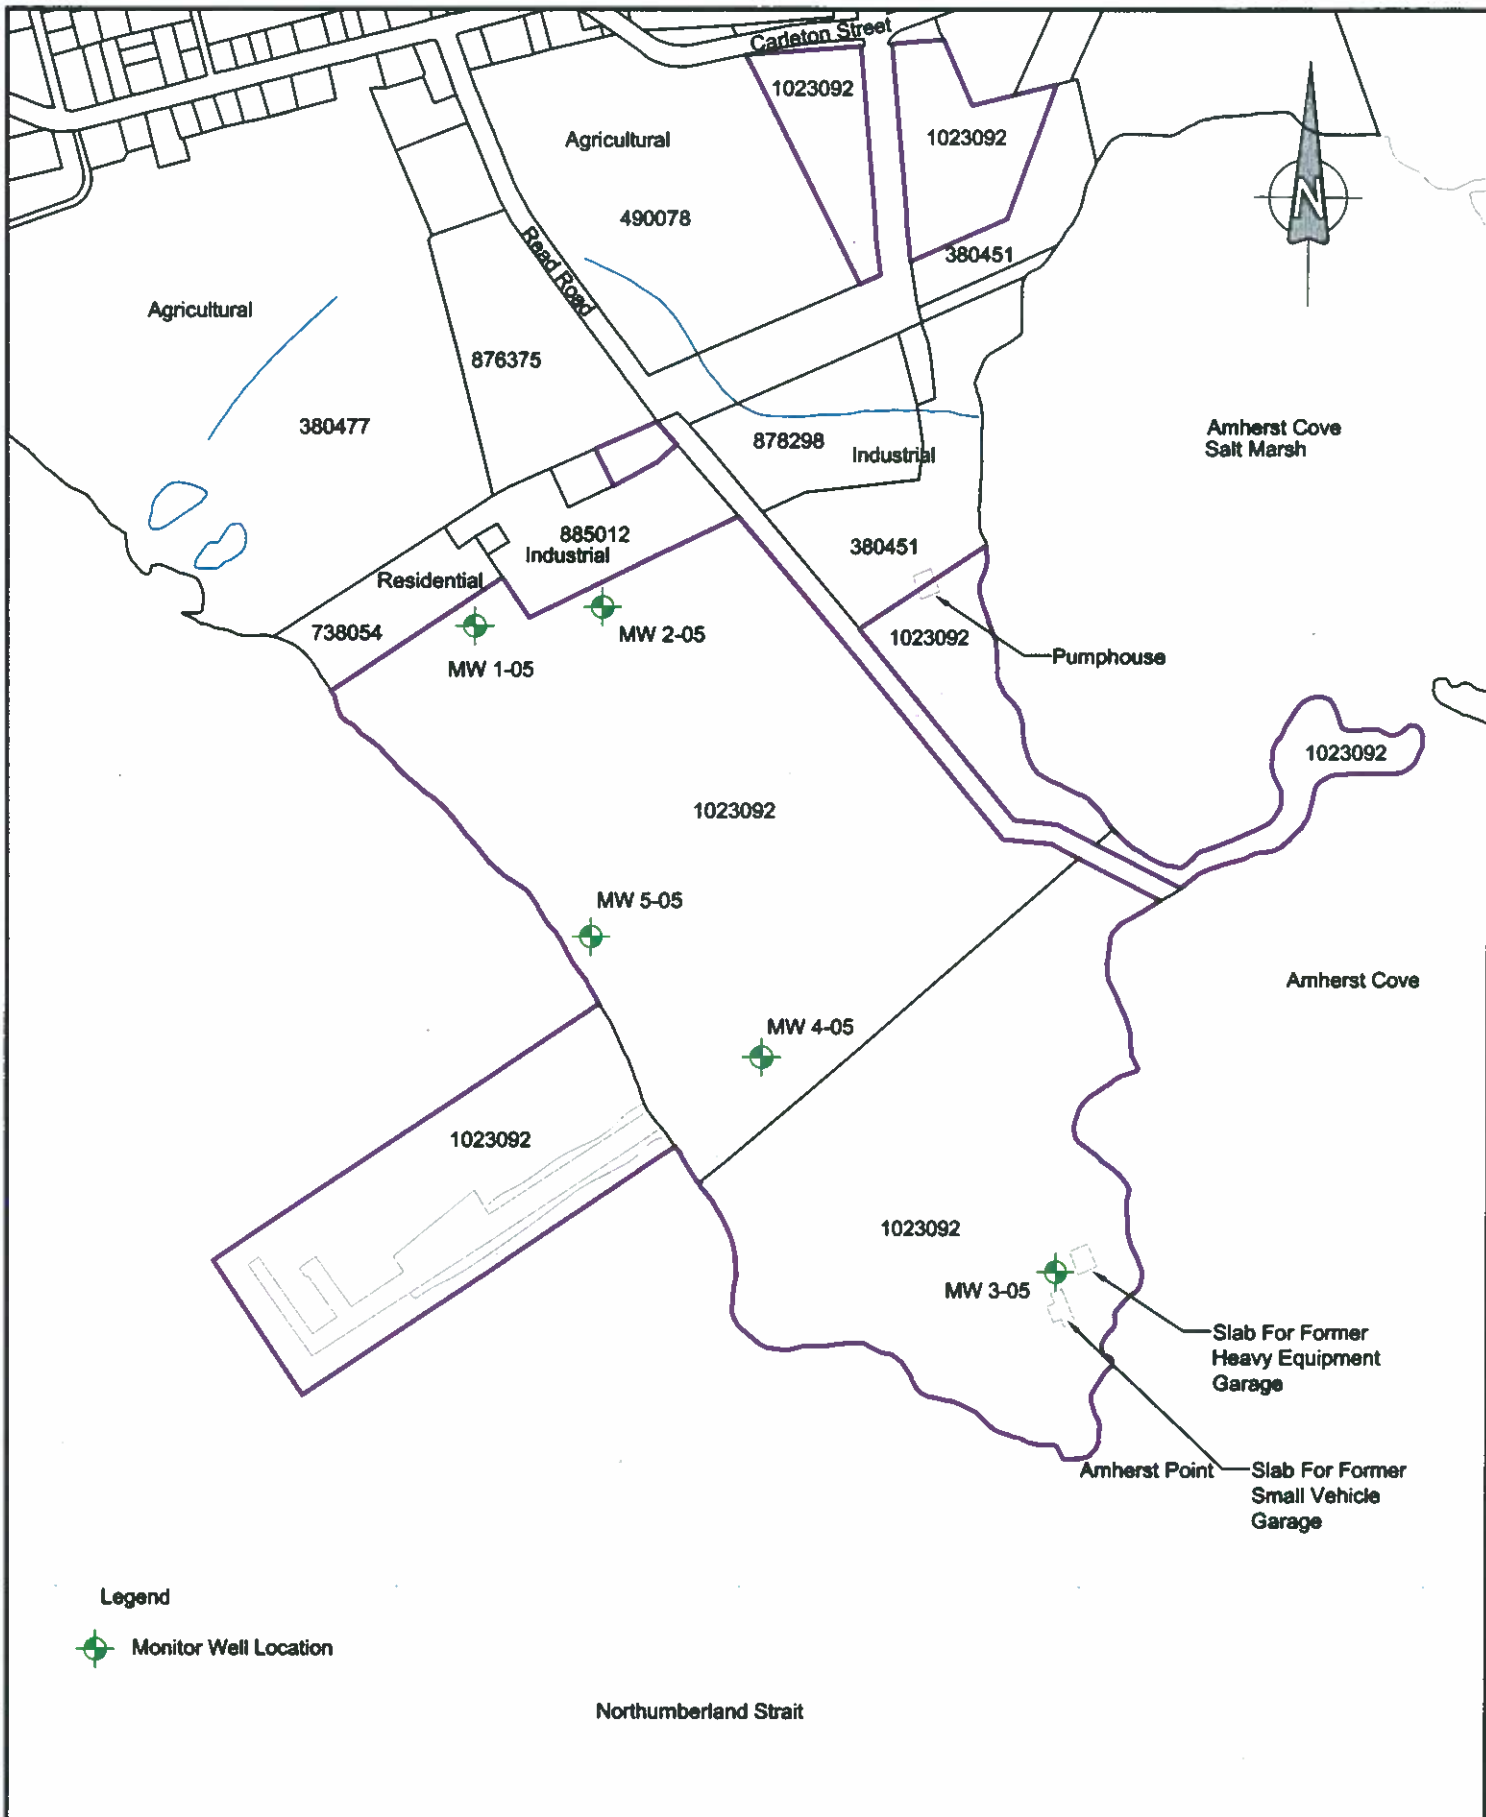 Carleton Street
1023092
1023092
Agricultural
490078
N
Read Road
380451
Agricultural
876375
380477
878298
Industrial
Amherst Cove
Salt Marsh
885012
Industrial
380451
Residential
738054
MW 1-05
MW 2-05
1023092
Pumphouse
1023092
1023092
MW 5-05
Amherst Cove
MW 4-05
1023092
1023092
MW 3-05
Slab For Former
Heavy Equipment
Garage
Amherst Point
Slab For Former
Small Vehicle
Garage
Legend
Monitor Well Location
Northumberland Strait